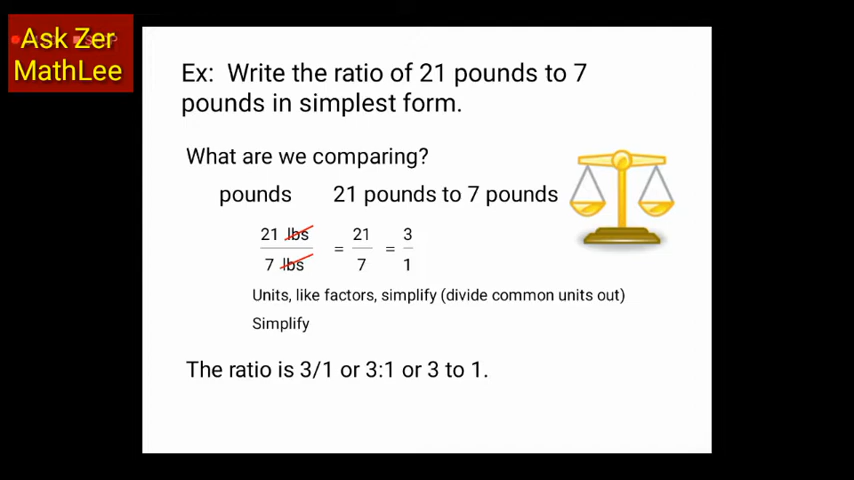 Ask Zer
MathLee
Ex: Write the ratio of 21 pounds to 7
pounds in simplest form.
What are we comparing?
pounds 21 pounds to 7 pounds
21 lbs
7 lbs
= 21
7
= 3
1
Units, like factors, simplify (divide common units out)
Simplify
The ratio is 3/1 or 3:1 or 3 to 1.